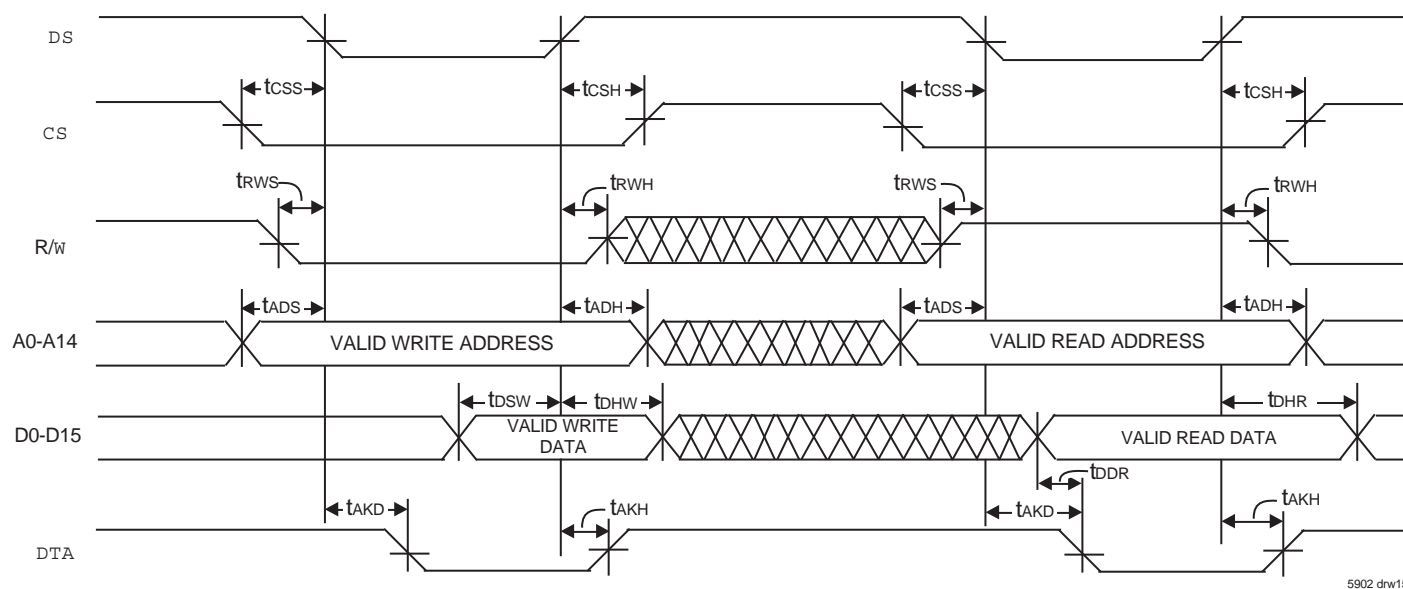 DS
tCSS
tCSH
tCSS
tCSH
CS
tRWS
tRWH
tRWS
tRWH
R/W
tADS
tADH
tADS
tADH
A0-A14
VALID WRITE ADDRESS
VALID READ ADDRESS
tDSW
tDHW
tDHR
D0-D15
VALID WRITE
DATA
VALID READ DATA
tDDR
tAKD
tAKH
tAKD
tAKH
DTA